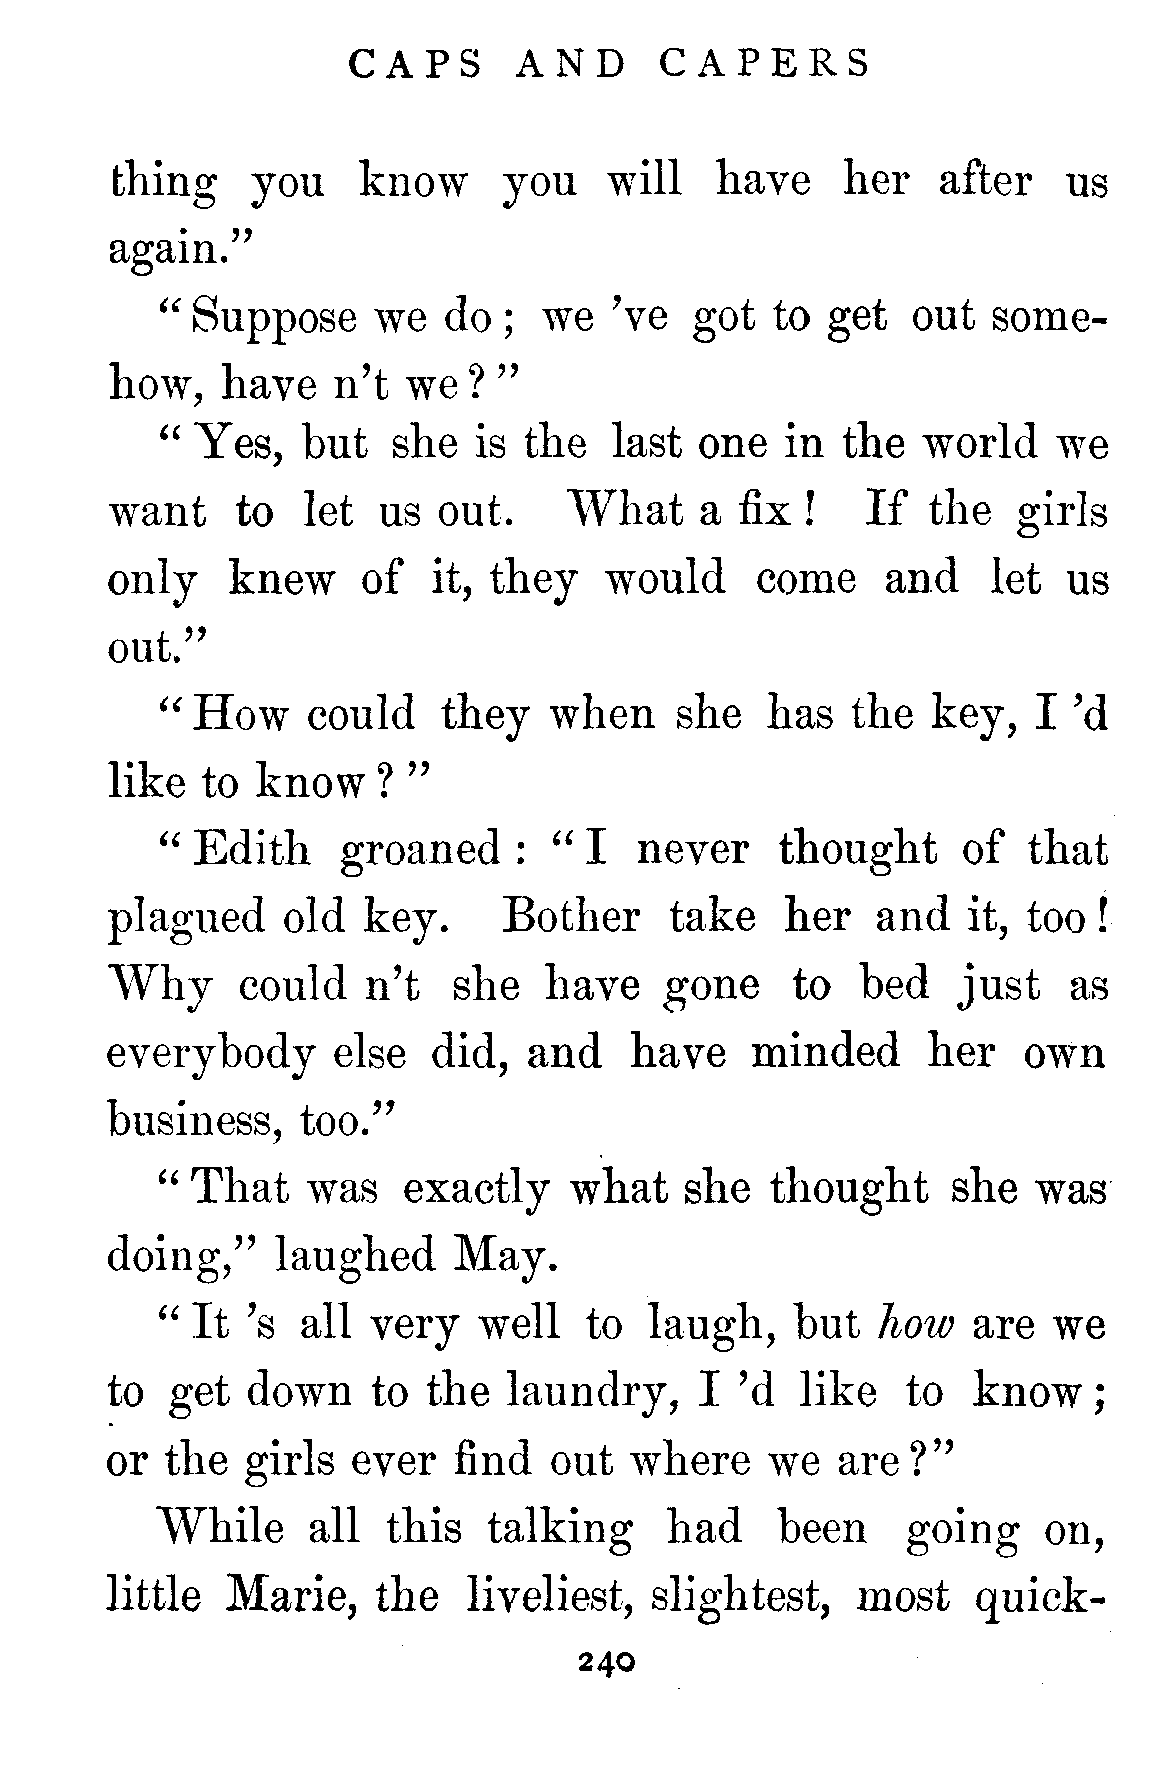 CAPS AND CAPERS
thing you know you will have her after us
again.”
“Suppose we do; we ’ve got to get out some-
how, have n’t we?”
“Yes, but she is the last one in the world we
want to let us out. What a fix! If the girls
only knew of it, they would come and let us
out.”
“How could they when she has the key, I ’d
like to know?”
“Edith groaned: “I never thought of that
plagued old key. Bother take her and it, too!
Why could n’t she have gone to bed just as
everybody else did, and have minded her own
business, too.”
“That was exactly what she thought she was
doing,” laughed May.
“It ’s all very well to laugh, but how are we
to get down to the laundry, I ’d like to know;
or the girls ever find out where we are?”
While all this talking had been going on,
little Marie, the liveliest, slightest, most quick-
240